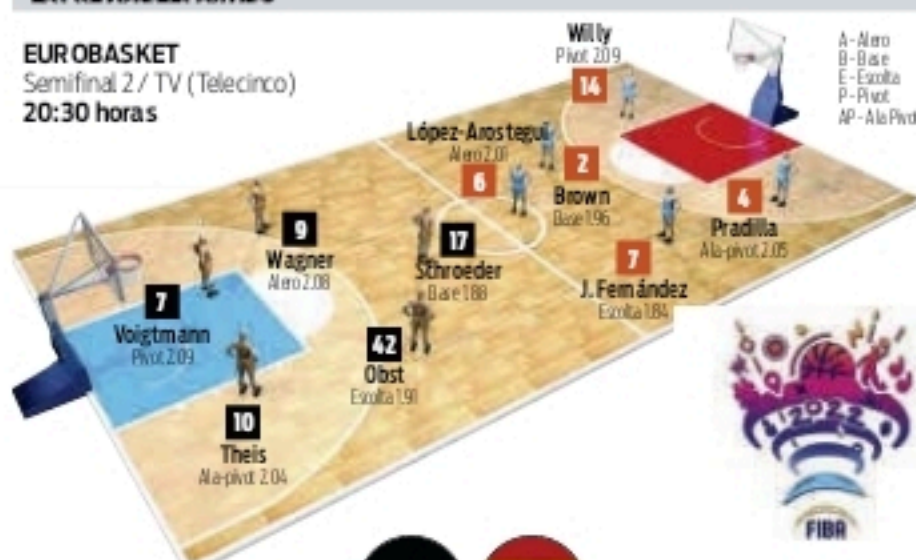 EUROBASKET
Semifinal 2 / TV (Telecinco)
20:30 horas
A - Alero
B - Base
E - Escolta
P - Pivot
AP - Ala Pivot
Willy
Pivot 2.09
14
López-Arostegui
Alero 2.01
6
2
Brown
Base 1.96
4
Pradilla
Ala-pivot 2.05
7
J. Fernández
Escolta 1.84
9
Wagner
Alero 2.08
17
Schroeder
Base 1.88
7
Voigtmann
Pivot 2.09
42
Obst
Escolta 1.91
10
Theis
Ala-pivot 2.04
2022
FIBA